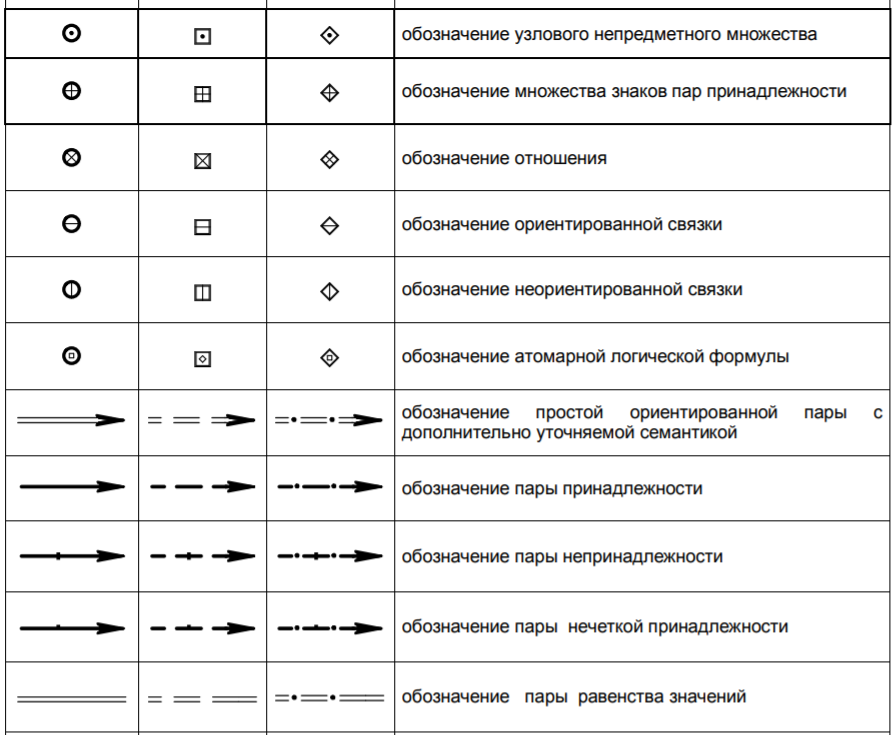 обозначение узлового непредметного множества
обозначение множества знаков пар принадлежности
обозначение отношения
обозначение ориентированной связки
обозначение неориентированной связки
обозначение атомарной логической формулы
обозначение простой ориентированной пары с
дополнительно уточняемой семантикой
обозначение пары принадлежности
обозначение пары непринадлежности
обозначение пары нечеткой принадлежности
обозначение пары равенства значений